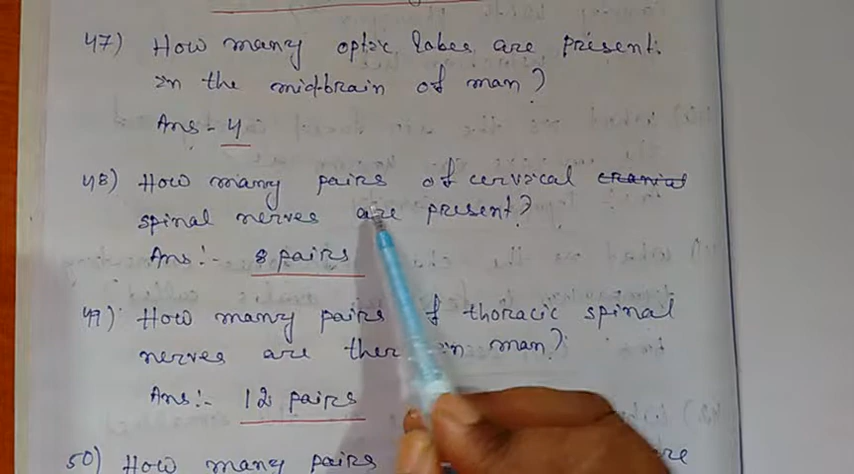 47) How many optic lobes are present
in the midbrain of man?
Ans - 4
48) How many pairs of cervical cranial
spinal nerves are present?
Ans :- 8 pairs
49) How many pairs of thoracic spinal
nerves are there in man?
Ans :- 12 pairs
50) How many pairs